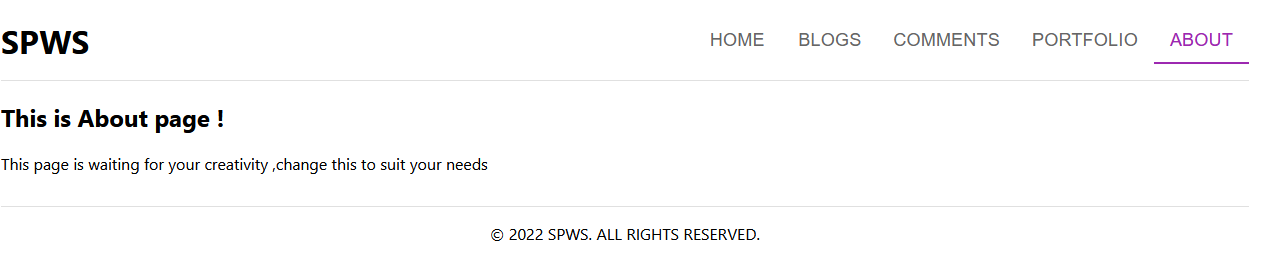 SPWS
HOME BLOGS COMMENTS PORTFOLIO ABOUT
This is About page !
This page is waiting for your creativity ,change this to suit your needs
© 2022 SPWS. ALL RIGHTS RESERVED.